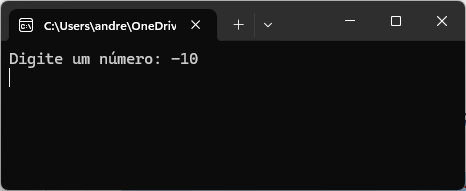 C:\Users\andre\OneDriv
Digite um número: -10